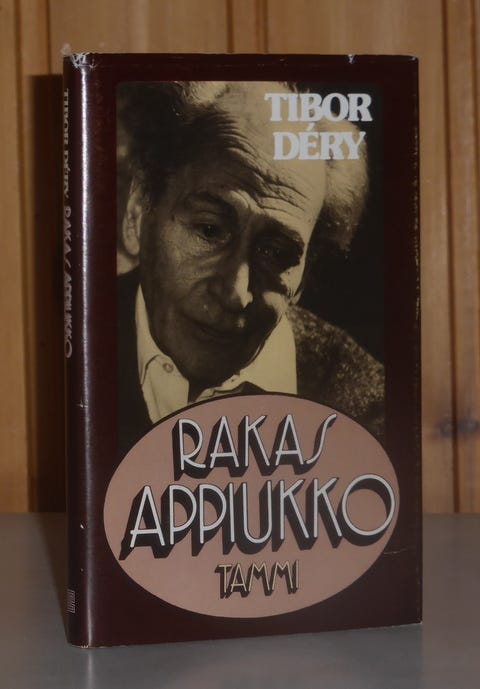 TIBOR
DÉRY
RAKAS
APPIUKKO
TAMMI
TIBOR DÉRY RAKAS APPIUKKO